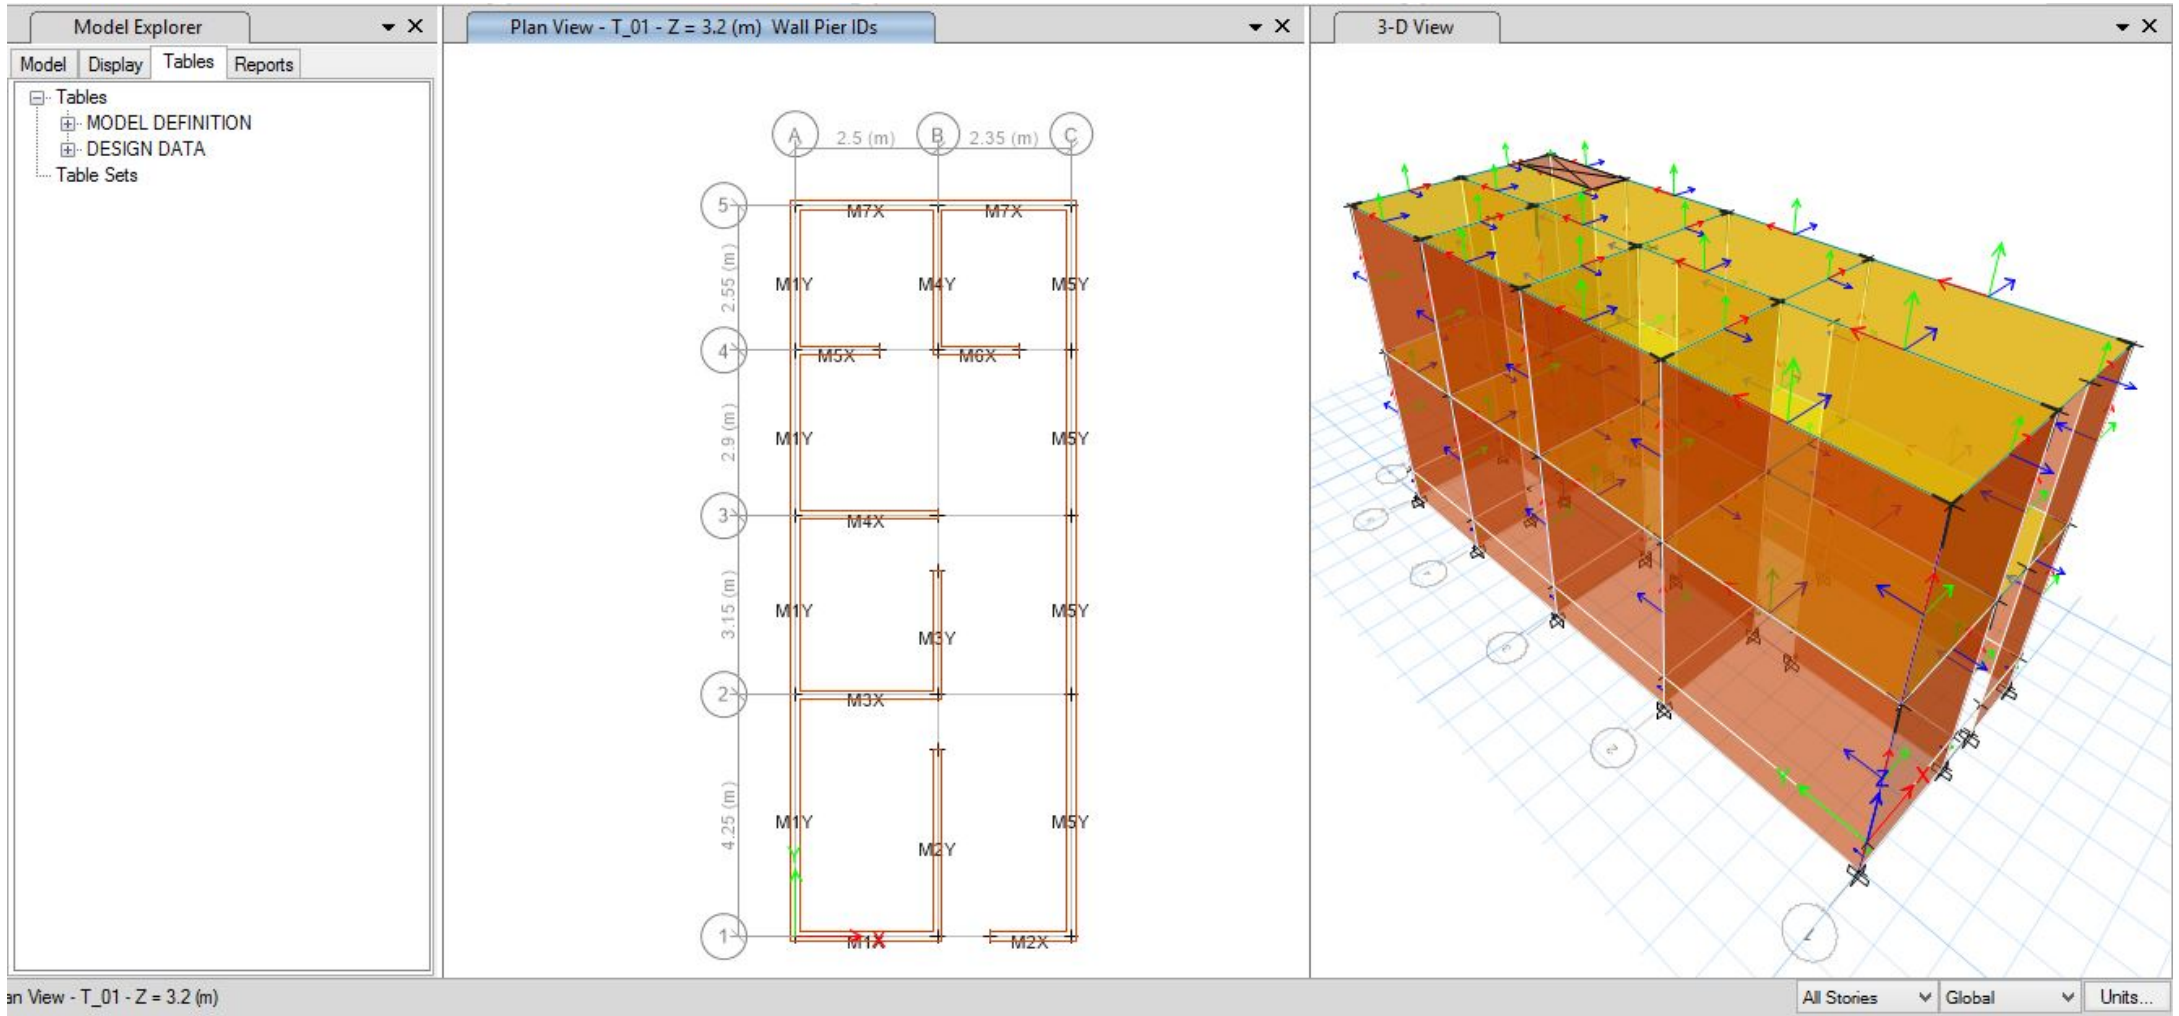 Model Explorer
Model Display Tables Reports
Tables
MODEL DEFINITION
DESIGN DATA
Table Sets
Plan View - T_01 - Z = 3.2 (m) Wall Pier IDs
A 2.5 (m) B 2.35 (m) C
5
M7X M7X
2.55 (m) M1Y M4Y M5Y
4
M5X M6X
2.9 (m) M1Y M5Y
3
M4X
3.15 (m) M1Y M5Y
M3Y
2
M3X
4.25 (m) M1Y M5Y
M2Y
Y
1 X
M1X M2X
3-D View
2
1
Y Z X
an View - T_01 - Z = 3.2 (m)
All Stories Global Units...